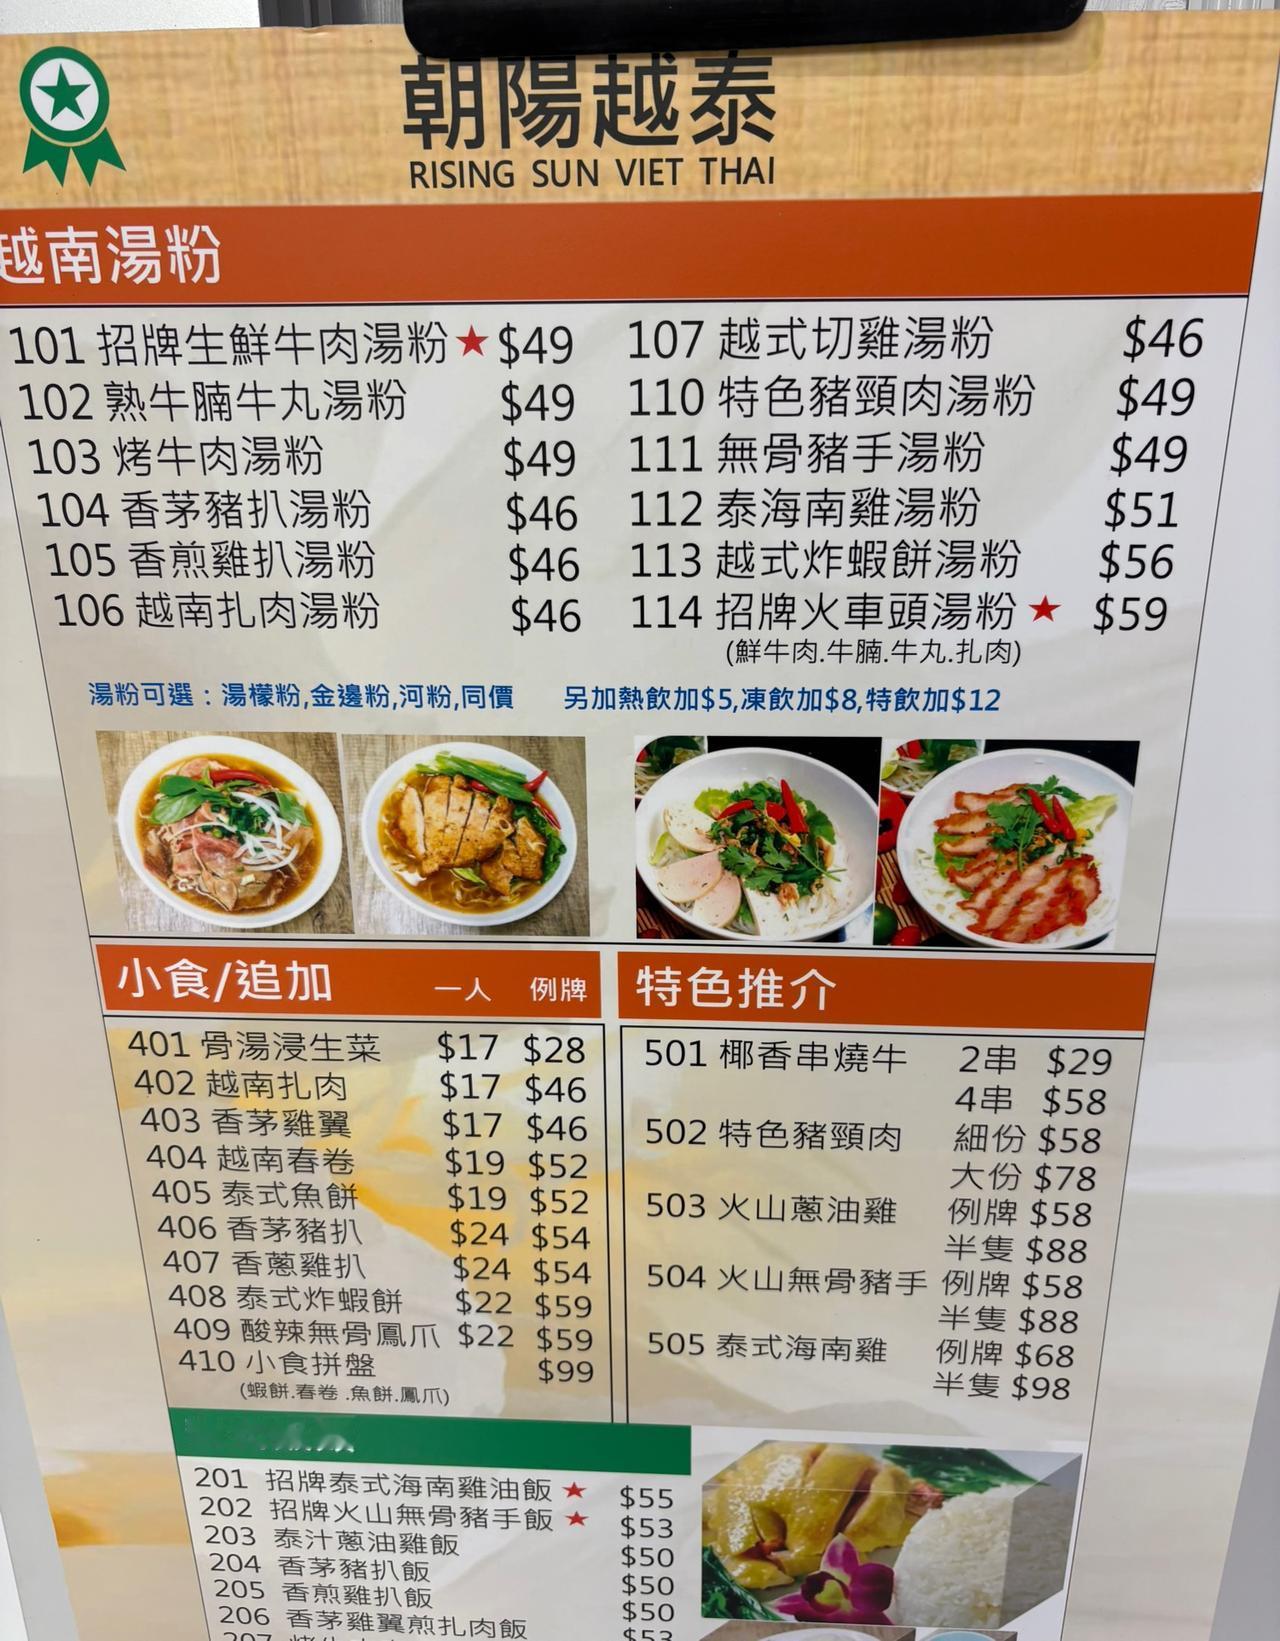 朝陽越泰
RISING SUN VIET THAI
越南湯粉
101 招牌生鮮牛肉湯粉★ $49
102 熟牛腩牛丸湯粉 $49
103 烤牛肉湯粉 $49
104 香茅豬扒湯粉 $46
105 香煎雞扒湯粉 $46
106 越南扎肉湯粉 $46
107 越式切雞湯粉 $46
110 特色豬頸肉湯粉 $49
111 無骨豬手湯粉 $49
112 泰海南雞湯粉 $51
113 越式炸蝦餅湯粉 $56
114 招牌火車頭湯粉★ $59
(鮮牛肉.牛腩.牛丸.扎肉)
湯粉可選：湯檬粉,金邊粉,河粉,同價 另加熱飲加$5,凍飲加$8,特飲加$12
小食/追加 一人 例牌
401 骨湯浸生菜 $17 $28
402 越南扎肉 $17 $46
403 香茅雞翼 $17 $46
404 越南春卷 $19 $52
405 泰式魚餅 $19 $52
406 香茅豬扒 $24 $54
407 香蔥雞扒 $24 $54
408 泰式炸蝦餅 $22 $59
409 酸辣無骨鳳爪 $22 $59
410 小食拼盤 $99
(蝦餅.春卷.魚餅.鳳爪)
特色推介
501 椰香串燒牛 2串 $29
4串 $58
502 特色豬頸肉 細份 $58
大份 $78
503 火山蔥油雞 例牌 $58
半隻 $88
504 火山無骨豬手 例牌 $58
半隻 $88
505 泰式海南雞 例牌 $68
半隻 $98
201 招牌泰式海南雞油飯★ $55
202 招牌火山無骨豬手飯★ $53
203 泰汁蔥油雞飯 $50
204 香茅豬扒飯 $50
205 香煎雞扒飯 $50
206 香茅雞翼煎扎肉飯 $53